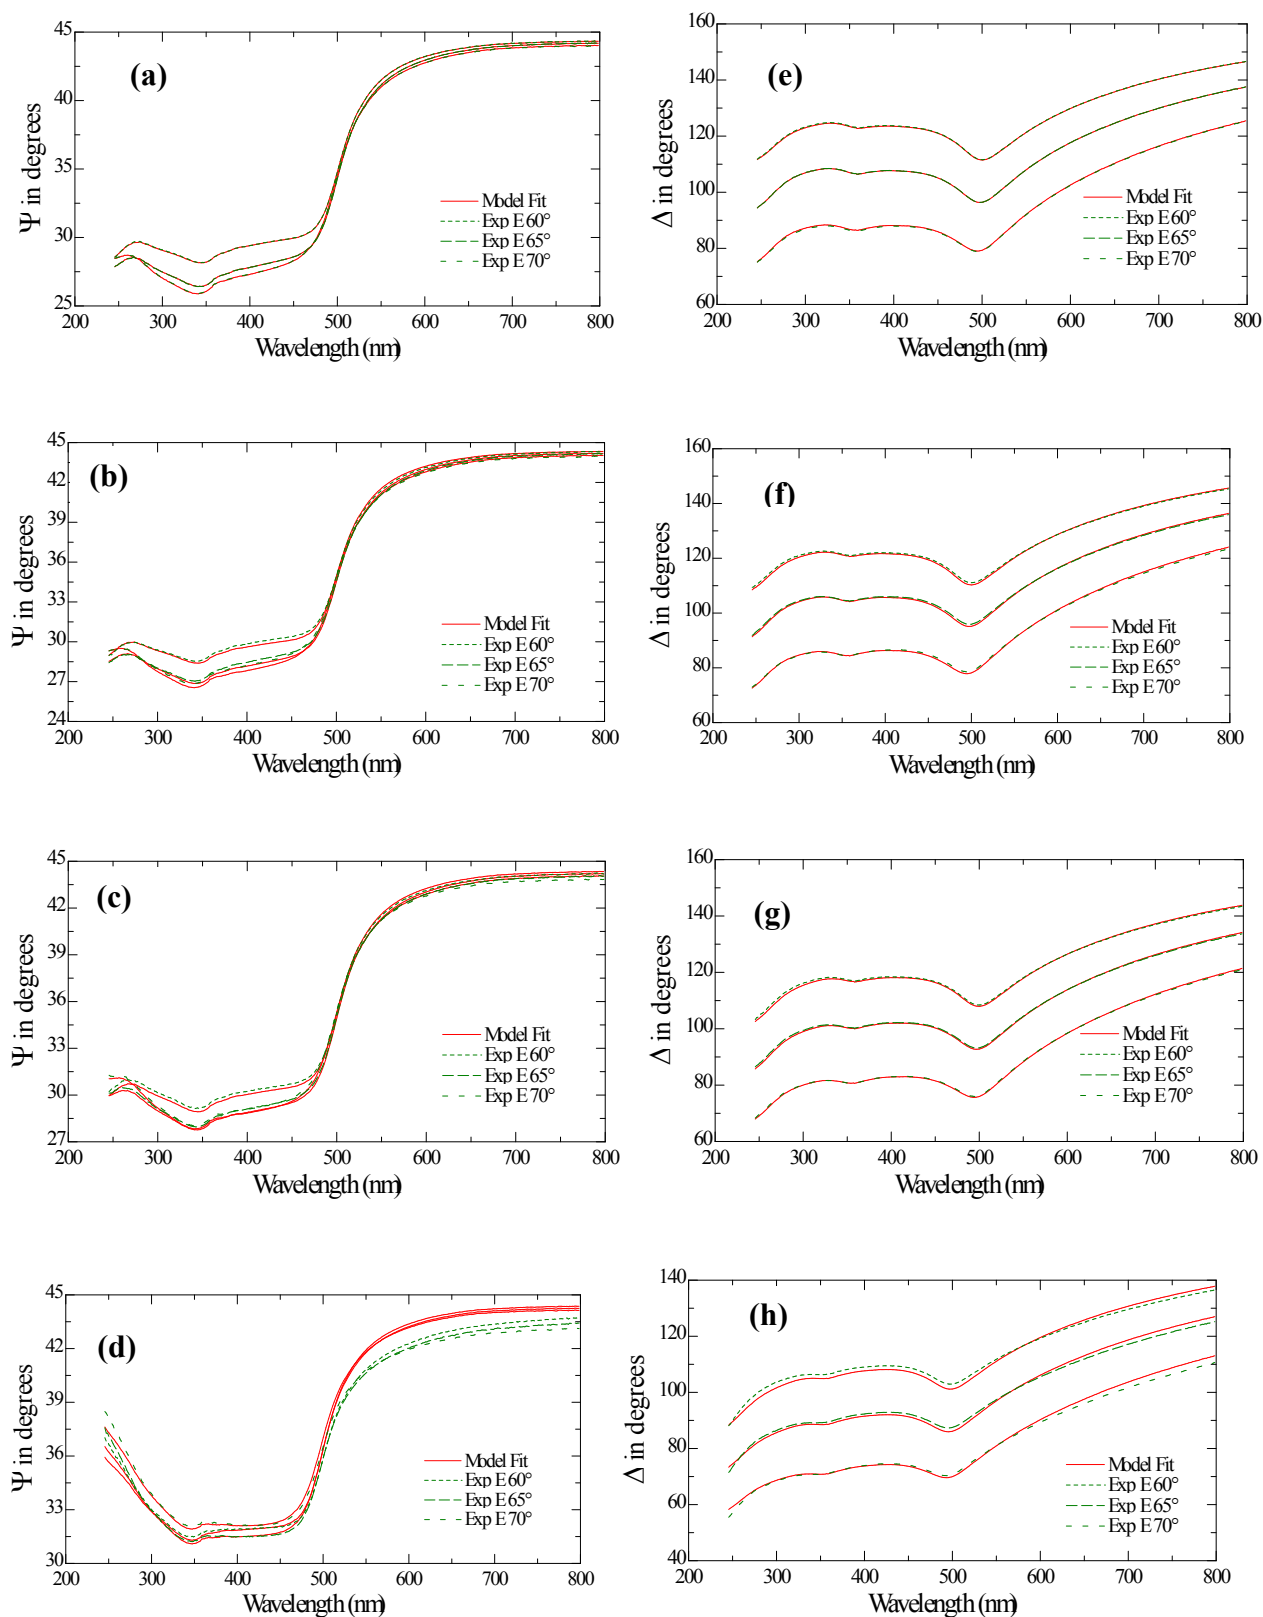 (a)
Ψ in degrees
45
40
35
30
25
200 300 400 500 600 700 800
Wavelength (nm)
Model Fit
Exp E 60°
Exp E 65°
Exp E 70°
(e)
Δ in degrees
160
140
120
100
80
60
200 300 400 500 600 700 800
Wavelength (nm)
Model Fit
Exp E 60°
Exp E 65°
Exp E 70°
(b)
Ψ in degrees
45
42
39
36
33
30
27
24
200 300 400 500 600 700 800
Wavelength (nm)
Model Fit
Exp E 60°
Exp E 65°
Exp E 70°
(f)
Δ in degrees
160
140
120
100
80
60
200 300 400 500 600 700 800
Wavelength (nm)
Model Fit
Exp E 60°
Exp E 65°
Exp E 70°
(c)
Ψ in degrees
45
42
39
36
33
30
27
200 300 400 500 600 700 800
Wavelength (nm)
Model Fit
Exp E 60°
Exp E 65°
Exp E 70°
(g)
Δ in degrees
160
140
120
100
80
60
200 300 400 500 600 700 800
Wavelength (nm)
Model Fit
Exp E 60°
Exp E 65°
Exp E 70°
(d)
Ψ in degrees
45
42
39
36
33
30
200 300 400 500 600 700 800
Wavelength (nm)
Model Fit
Exp E 60°
Exp E 65°
Exp E 70°
(h)
Δ in degrees
140
120
100
80
60
40
200 300 400 500 600 700 800
Wavelength (nm)
Model Fit
Exp E 60°
Exp E 65°
Exp E 70°